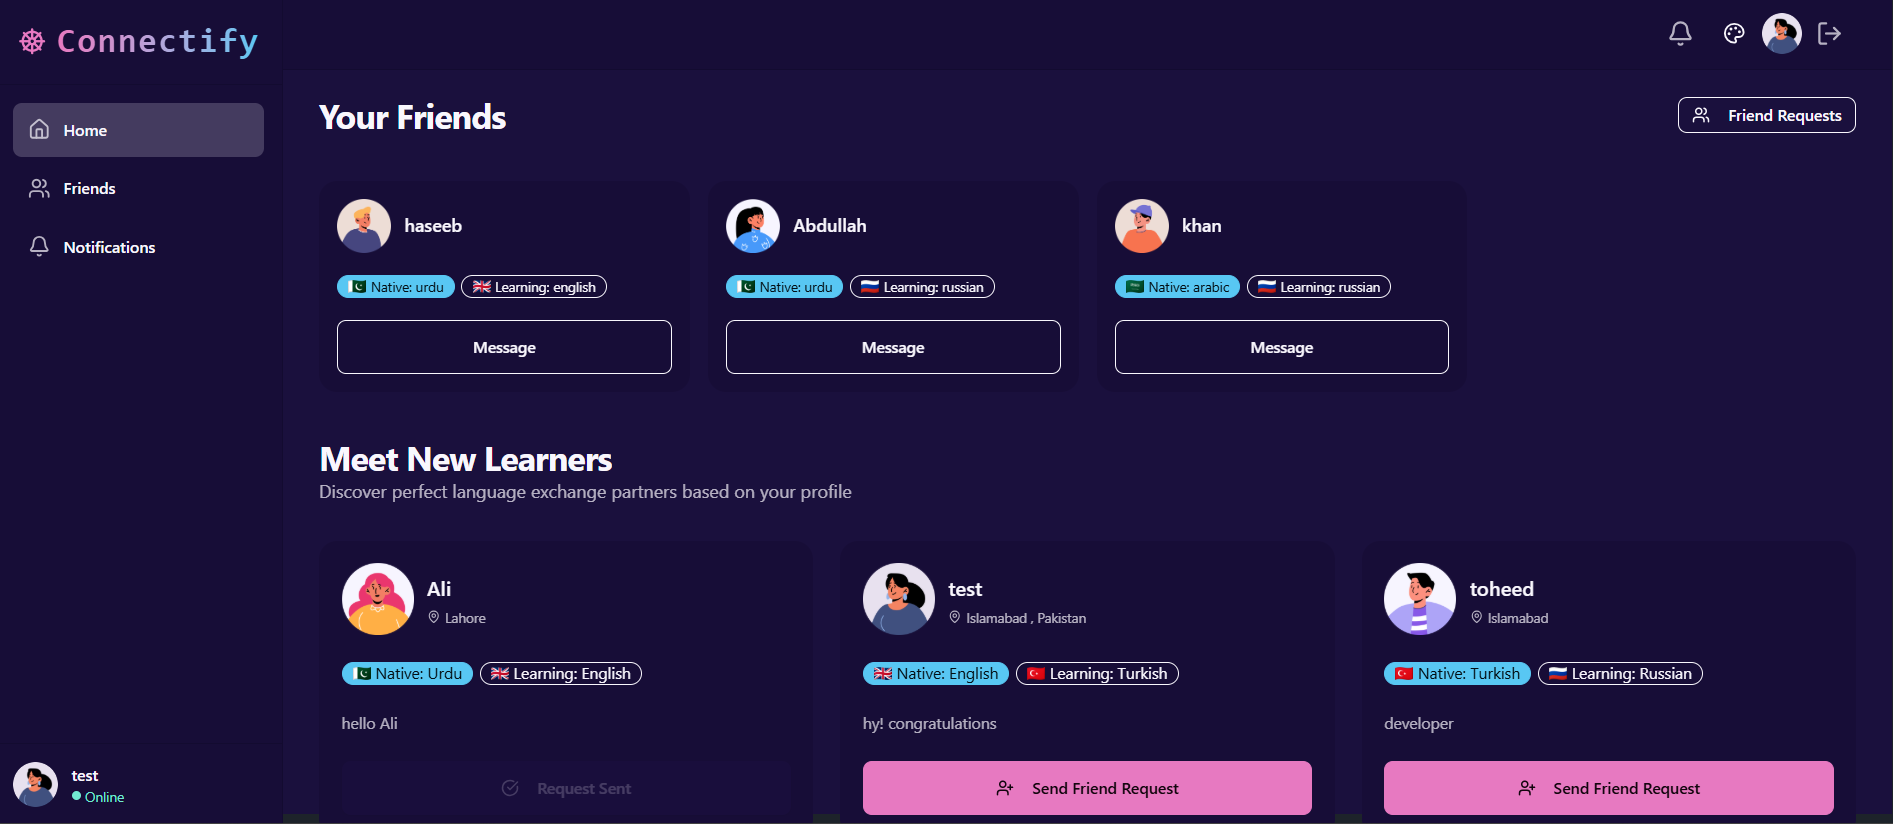 Connectify
Home
Friends
Notifications
test
Online
Your Friends
Friend Requests
haseeb
Native: urdu
Learning: english
Message
Abdullah
Native: urdu
Learning: russian
Message
khan
Native: arabic
Learning: russian
Message
Meet New Learners
Discover perfect language exchange partners based on your profile
Ali
Lahore
Native: Urdu
Learning: English
hello Ali
Request Sent
test
Islamabad , Pakistan
Native: English
Learning: Turkish
hy! congratulations
Send Friend Request
toheed
Islamabad
Native: Turkish
Learning: Russian
developer
Send Friend Request